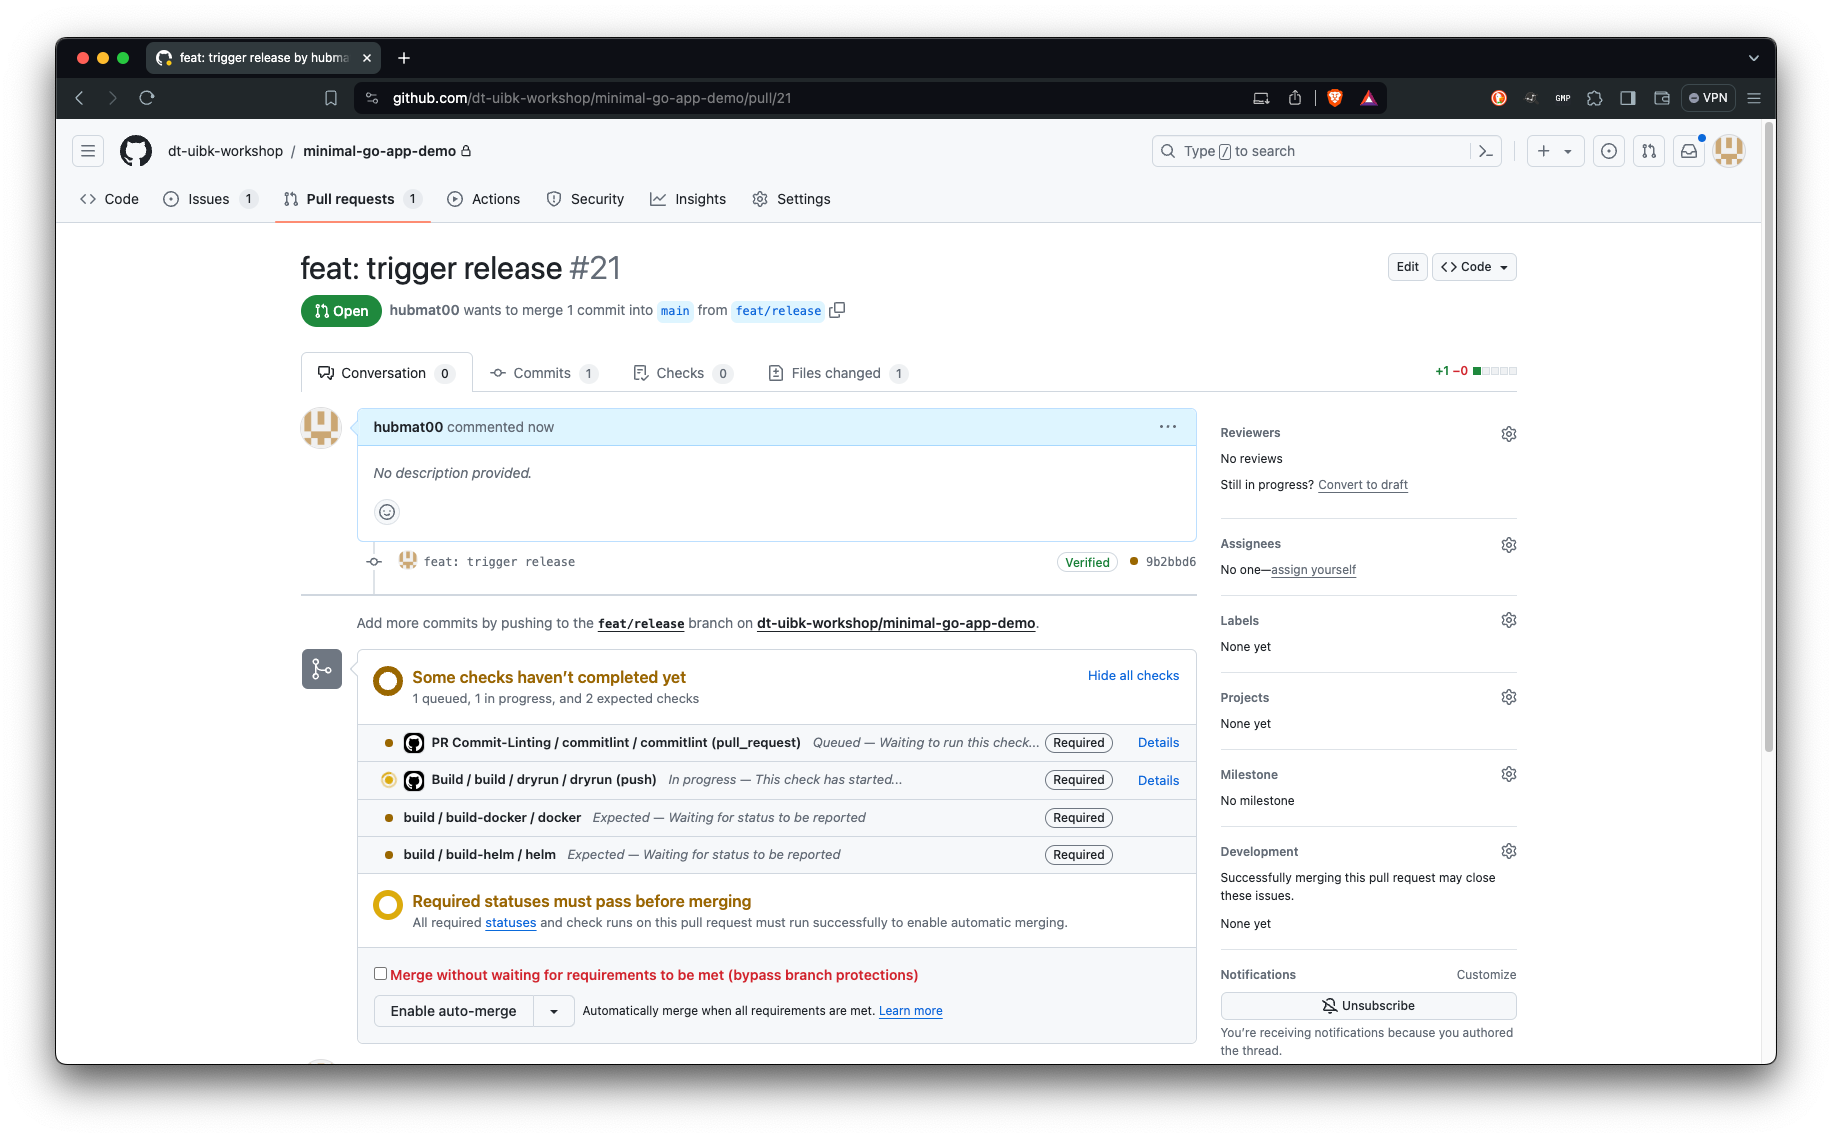 feat: trigger release by hubma
github.com/dt-uibk-workshop/minimal-go-app-demo/pull/21
GMP
VPN
dt-uibk-workshop / minimal-go-app-demo
Type / to search
Code
Issues 1
Pull requests 1
Actions
Security
Insights
Settings
feat: trigger release #21
Edit
Code
Open
hubmat00 wants to merge 1 commit into main from feat/release
Conversation 0
Commits 1
Checks 0
Files changed 1
+1 −0
hubmat00 commented now
No description provided.
feat: trigger release
Verified
9b2bbd6
Add more commits by pushing to the feat/release branch on dt-uibk-workshop/minimal-go-app-demo.
Some checks haven’t completed yet
Hide all checks
1 queued, 1 in progress, and 2 expected checks
PR Commit-Linting / commitlint / commitlint (pull_request) Queued — Waiting to run this check... Required Details
Build / build / dryrun / dryrun (push) In progress — This check has started... Required Details
build / build-docker / docker Expected — Waiting for status to be reported Required
build / build-helm / helm Expected — Waiting for status to be reported Required
Required statuses must pass before merging
All required statuses and check runs on this pull request must run successfully to enable automatic merging.
Merge without waiting for requirements to be met (bypass branch protections)
Enable auto-merge
Automatically merge when all requirements are met. Learn more
Reviewers
No reviews
Still in progress? Convert to draft
Assignees
No one—assign yourself
Labels
None yet
Projects
None yet
Milestone
No milestone
Development
Successfully merging this pull request may close
these issues.
None yet
Notifications
Customize
Unsubscribe
You’re receiving notifications because you authored
the thread.